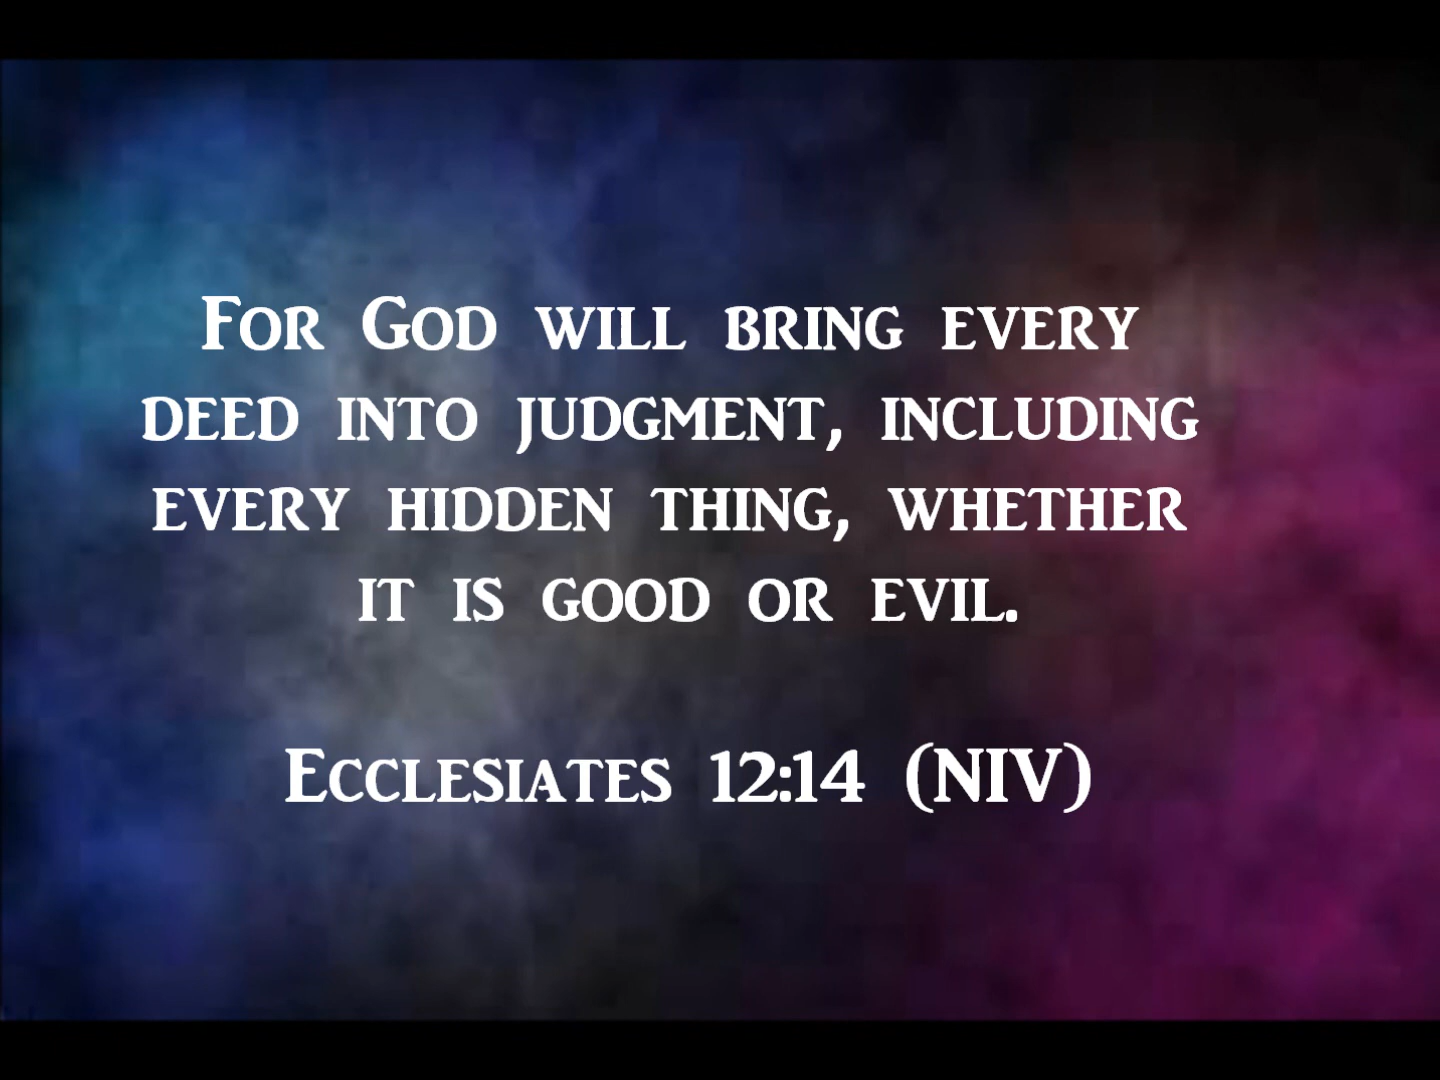 For God will bring every
deed into judgment, including
every hidden thing, whether
it is good or evil.
Ecclesiates 12:14 (NIV)